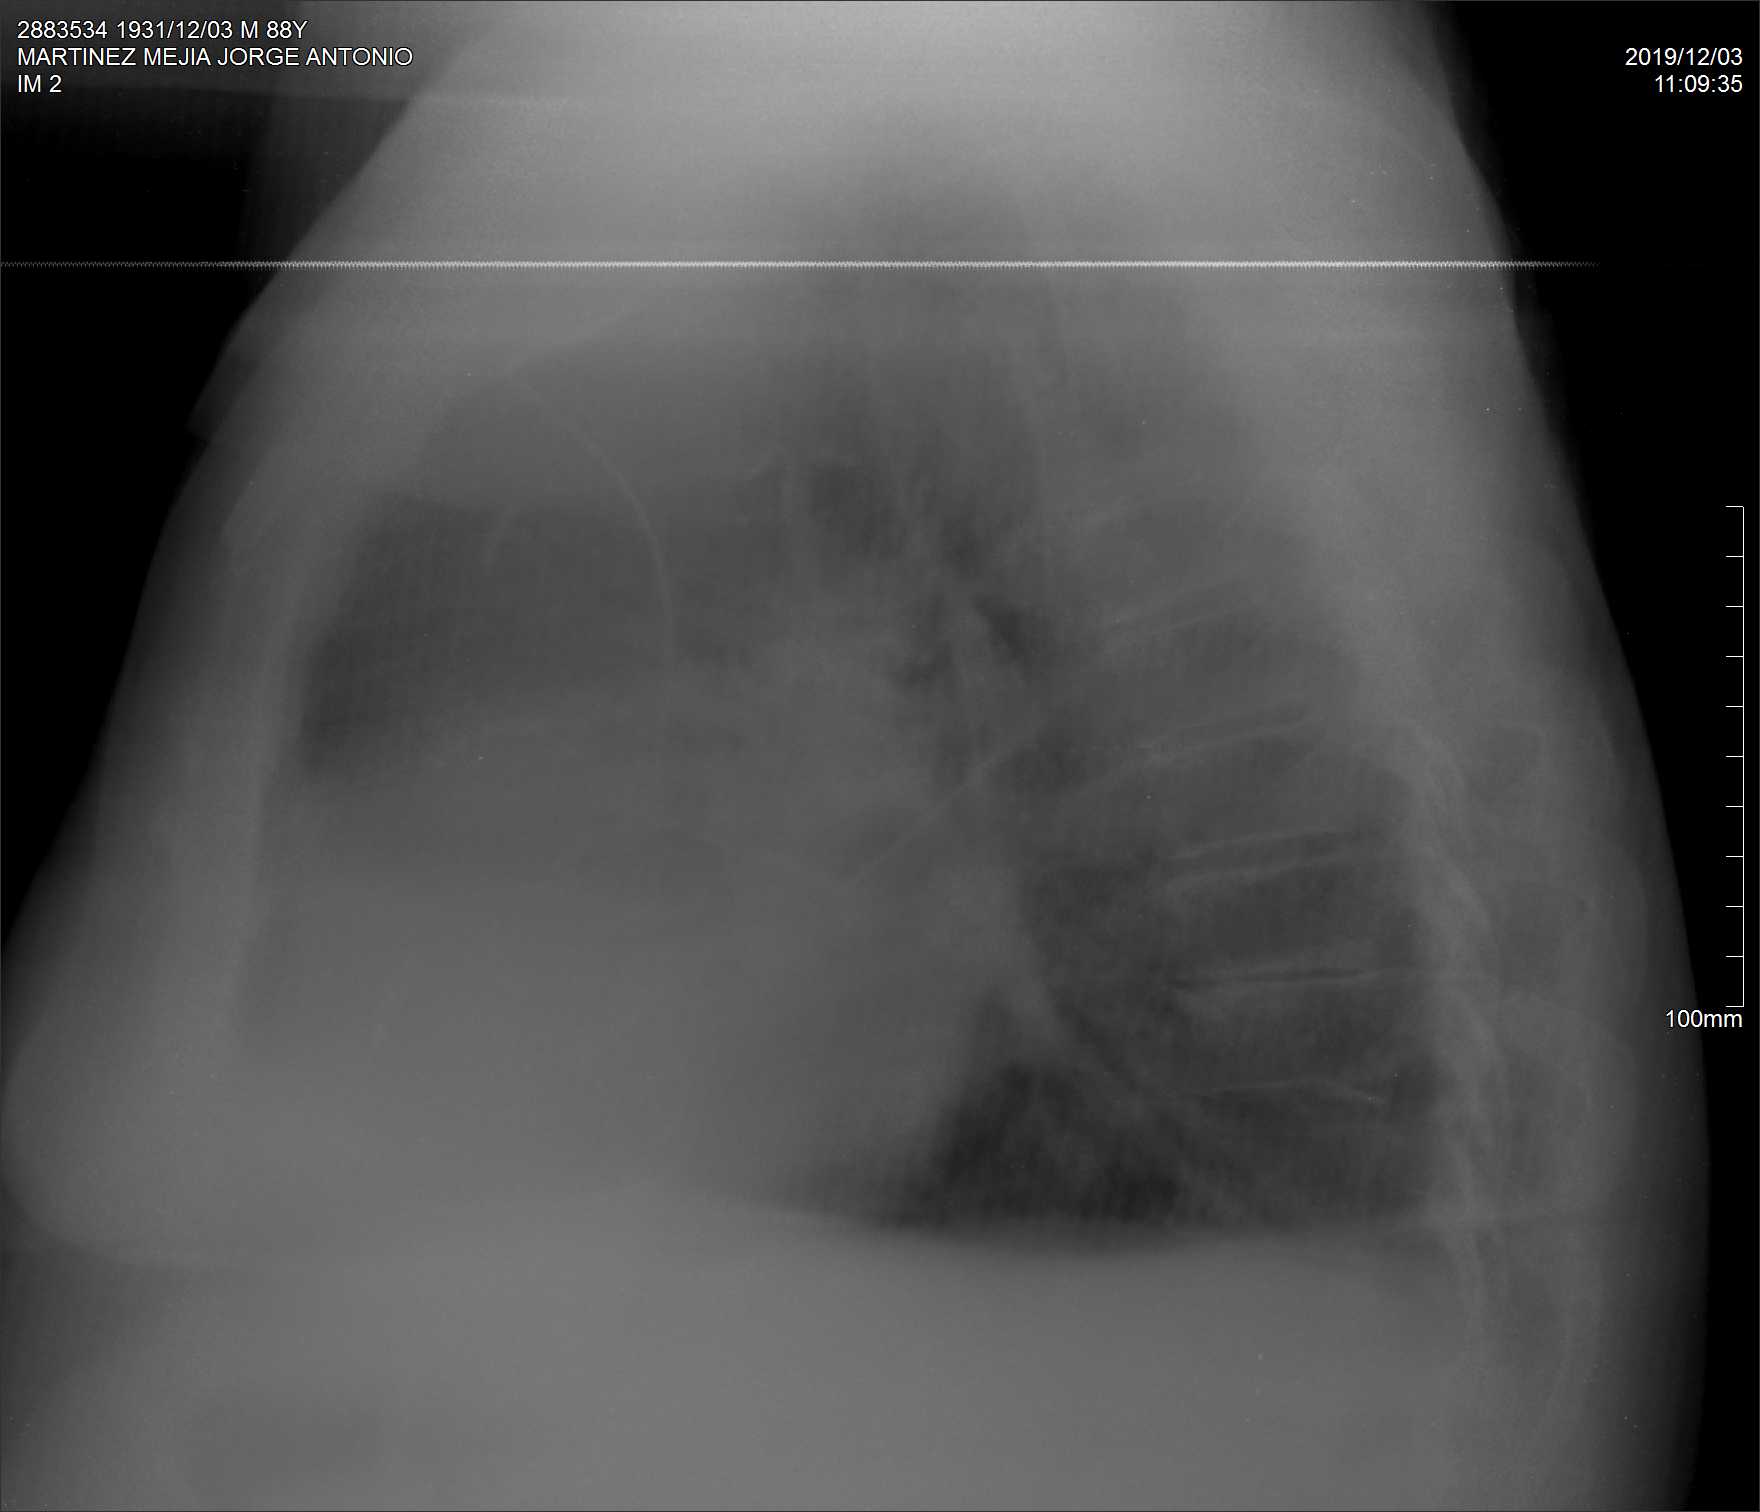 2883534 1931/12/03 M 88Y
MARTINEZ MEJIA JORGE ANTONIO
IM 2
2019/12/03
11:09:35
100mm